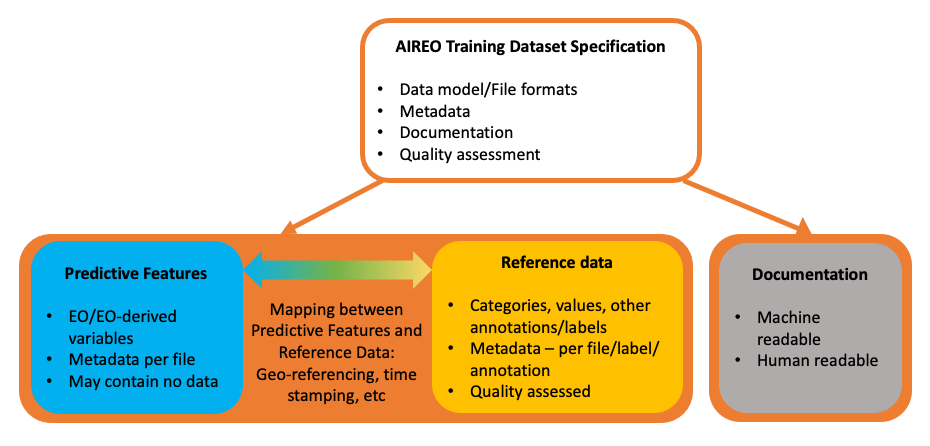 AIREO Training Dataset Specification
• Data model/File formats
• Metadata
• Documentation
• Quality assessment
Predictive Features
• EO/EO-derived
variables
• Metadata per file
• May contain no data
Mapping between
Predictive Features and
Reference Data:
Geo-referencing, time
stamping, etc
Reference data
• Categories, values, other
annotations/labels
• Metadata – per file/label/
annotation
• Quality assessed
Documentation
• Machine
readable
• Human readable